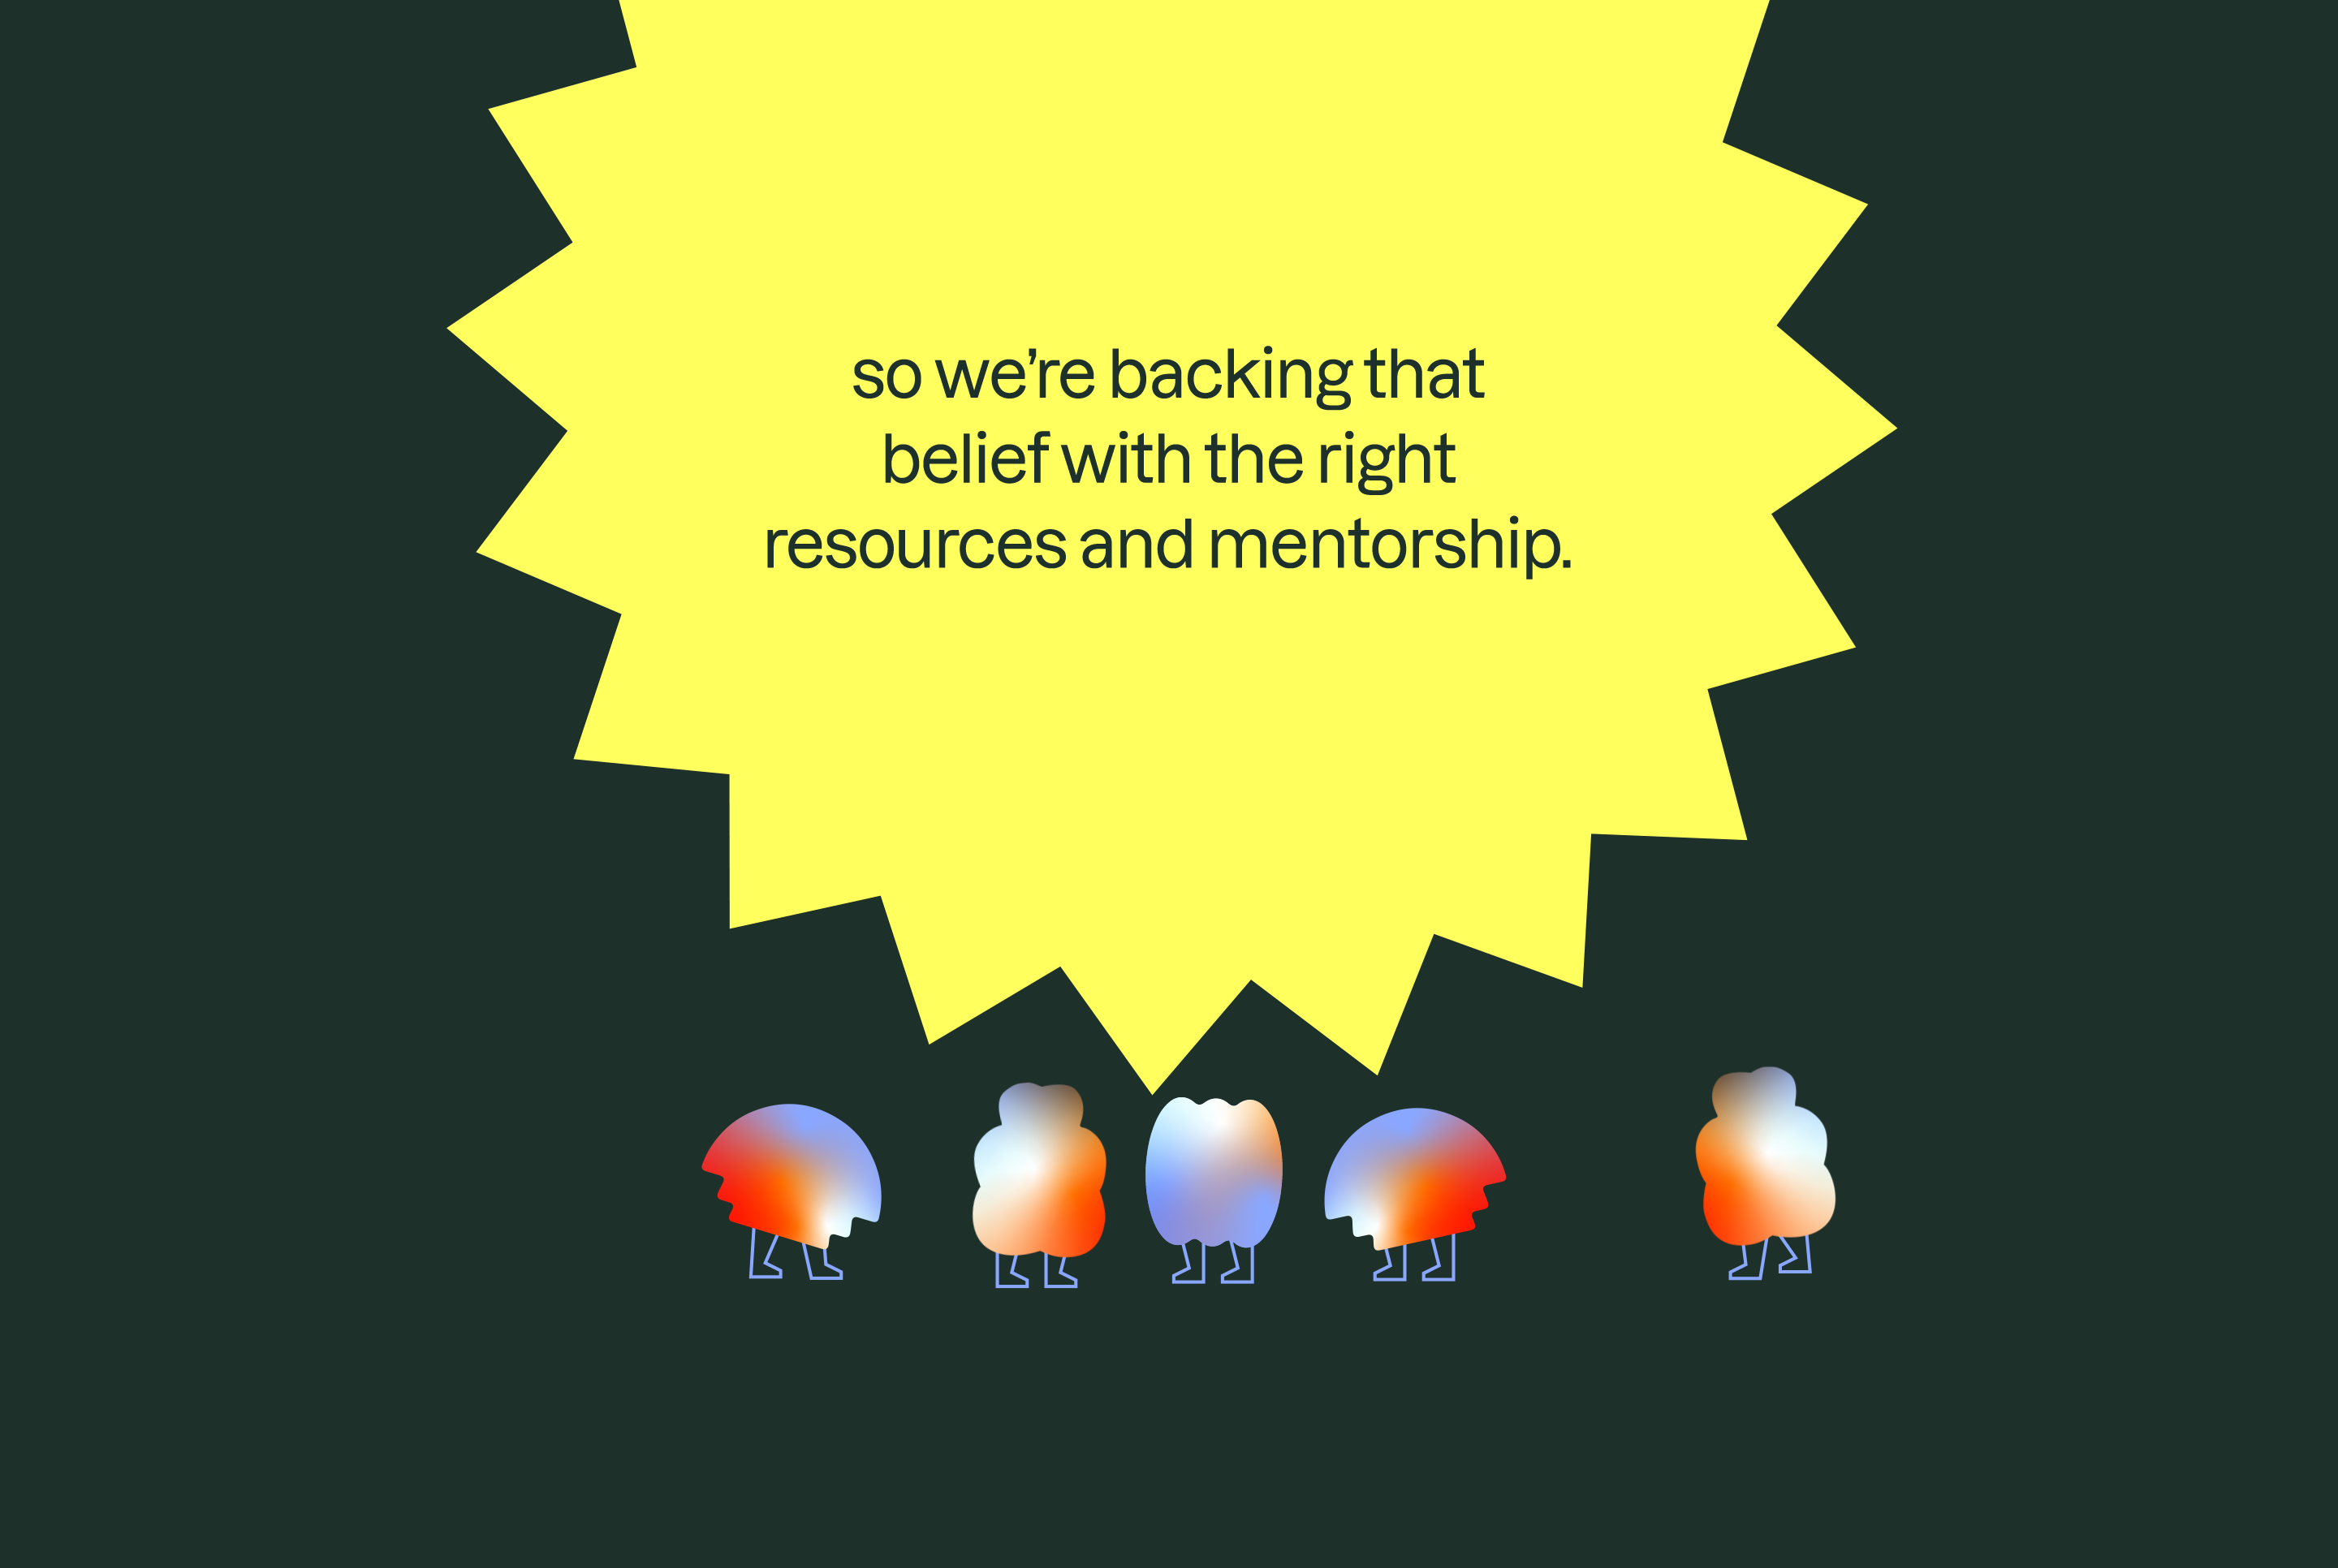 so we’re backing that
belief with the right
resources and mentorship.